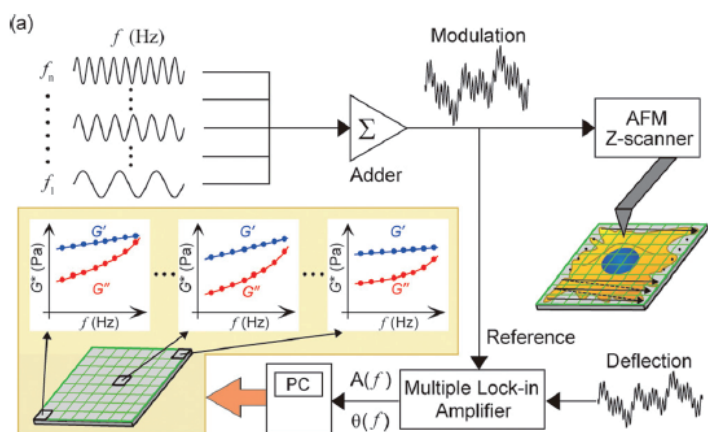 (a)
f (Hz)
fn
f1
Σ
Adder
Modulation
AFM
Z-scanner
G* (Pa)
G'
G''
f (Hz)
G* (Pa)
G'
G''
f (Hz)
G* (Pa)
G'
G''
f (Hz)
Reference
Deflection
Multiple Lock-in
Amplifier
A(f)
θ(f)
PC